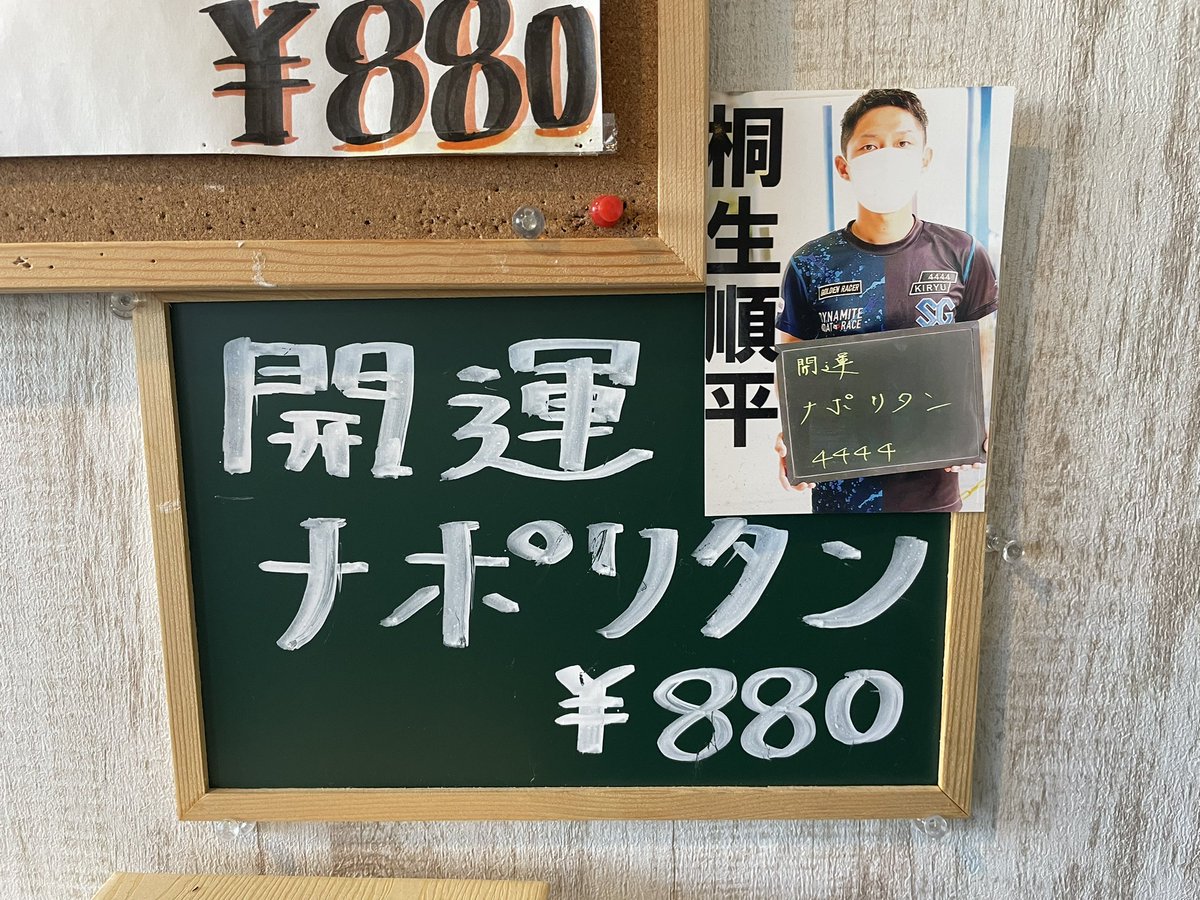 ¥880
桐生順平
4444
KIRYU
GOLDEN RACER
SG
DYNAMITE
BOAT RACE
開運
ナポリタン
4444
開運
ナポリタン
¥880